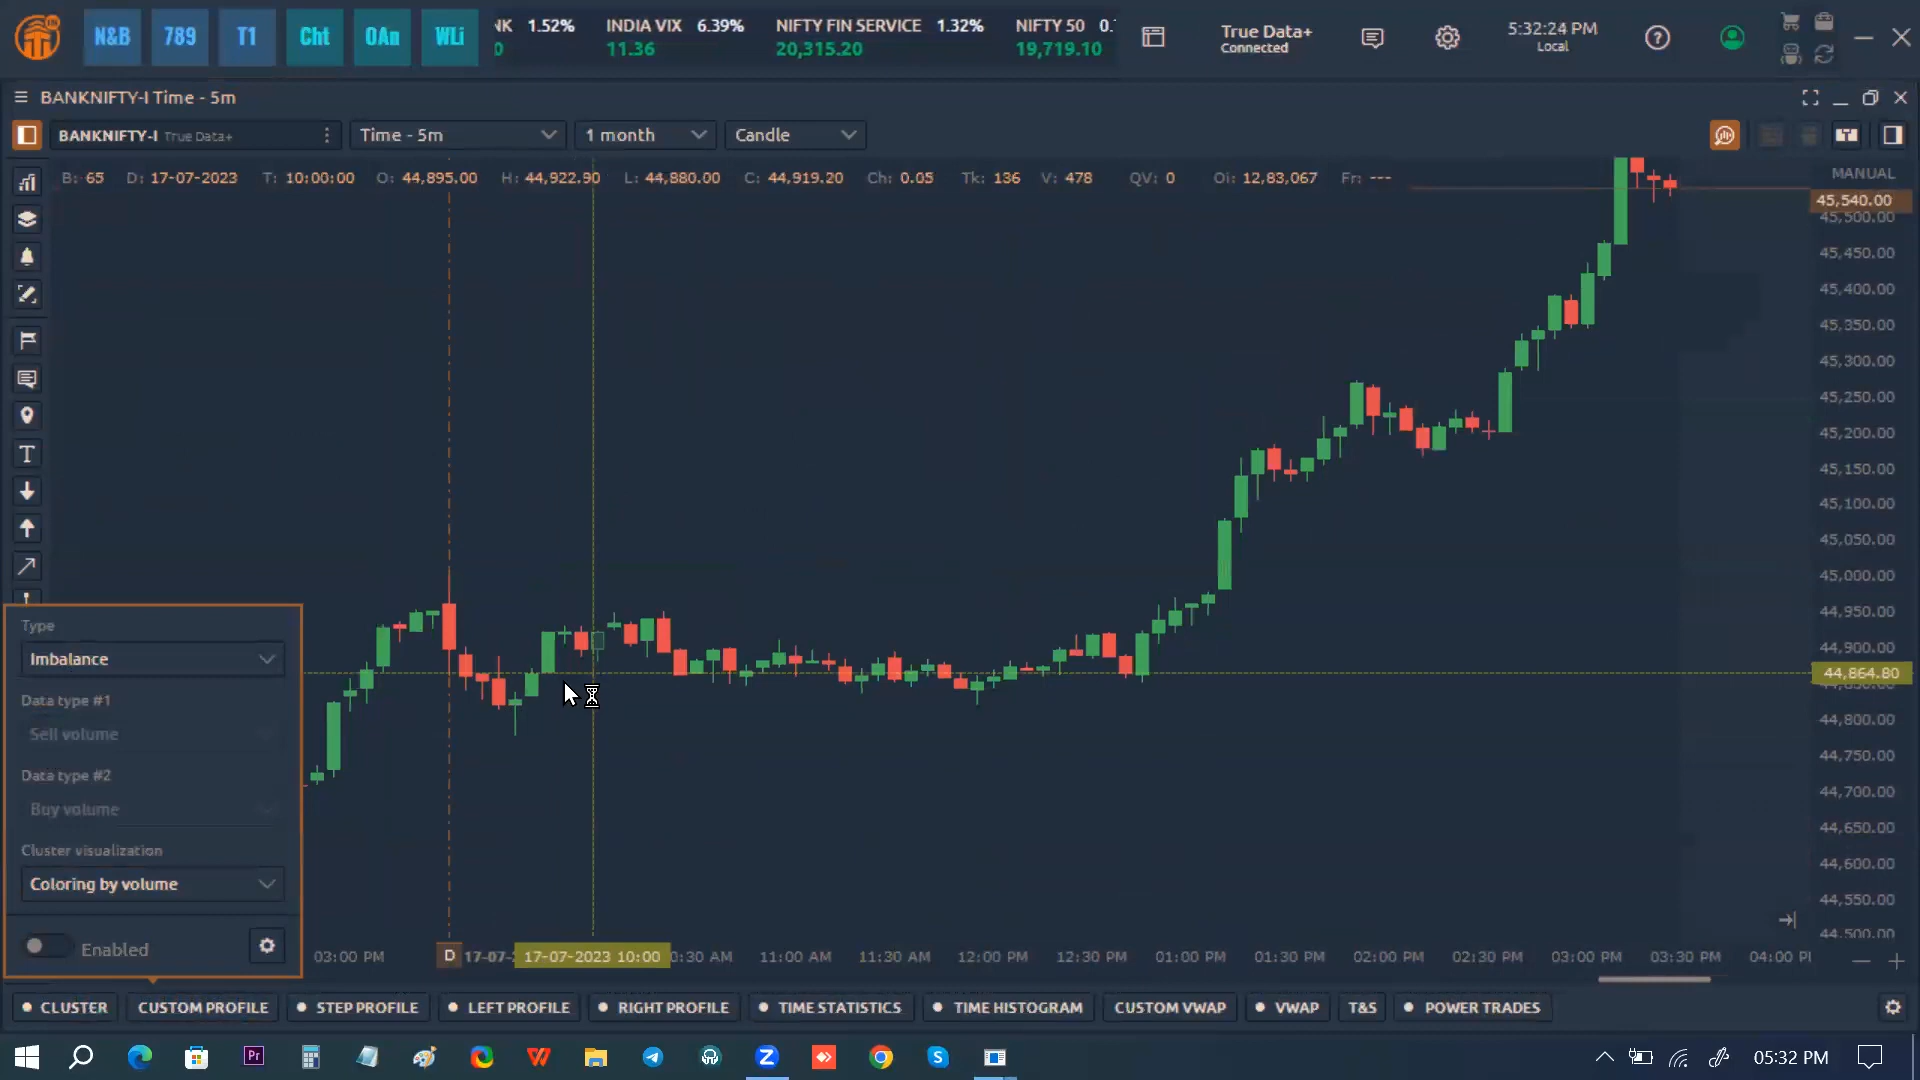 N&B 789 T1 Cht OAn WLi
NK 1.52% INDIA VIX 6.39% NIFTY FIN SERVICE 1.32% NIFTY 50 0.
0 11.36 20,315.20 19,719.10
True Data+
Connected
5:32:24 PM
Local
BANKNIFTY-I Time - 5m
BANKNIFTY-I True Data+ Time - 5m 1 month Candle
B: 65 D: 17-07-2023 T: 10:00:00 O: 44,895.00 H: 44,922.90 L: 44,880.00 C: 44,919.20 Ch: 0.05 Tk: 136 V: 478 QV: 0 Oi: 12,83,067 Fr: ---
MANUAL
45,540.00
45,500.00
45,450.00
45,400.00
45,350.00
45,300.00
45,250.00
45,200.00
45,150.00
45,100.00
45,050.00
45,000.00
44,950.00
44,900.00
44,864.80
44,800.00
44,750.00
44,700.00
44,650.00
44,600.00
44,550.00
44,500.00
T
Type
Imbalance
Data type #1
Sell volume
Data type #2
Buy volume
Cluster visualization
Coloring by volume
Enabled
03:00 PM D 17-07- 17-07-2023 10:00 0:30 AM 11:00 AM 11:30 AM 12:00 PM 12:30 PM 01:00 PM 01:30 PM 02:00 PM 02:30 PM 03:00 PM 03:30 PM 04:00 P
CLUSTER CUSTOM PROFILE STEP PROFILE LEFT PROFILE RIGHT PROFILE TIME STATISTICS TIME HISTOGRAM CUSTOM VWAP VWAP T&S POWER TRADES
Pr
05:32 PM